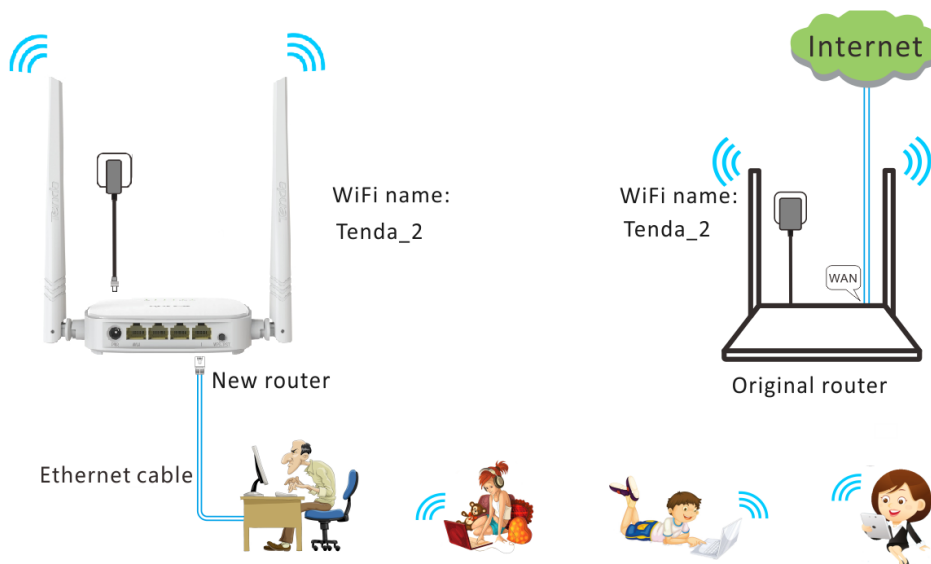 Internet
WiFi name:
Tenda_2
WiFi name:
Tenda_2
WAN
New router
Original router
Ethernet cable